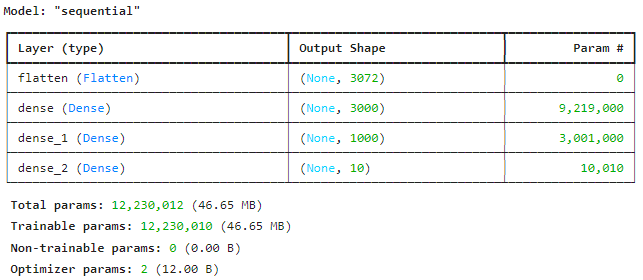 Model: "sequential"
Layer (type) Output Shape Param #
flatten (Flatten) (None, 3072) 0
dense (Dense) (None, 3000) 9,219,000
dense_1 (Dense) (None, 1000) 3,001,000
dense_2 (Dense) (None, 10) 10,010
Total params: 12,230,012 (46.65 MB)
Trainable params: 12,230,010 (46.65 MB)
Non-trainable params: 0 (0.00 B)
Optimizer params: 2 (12.00 B)